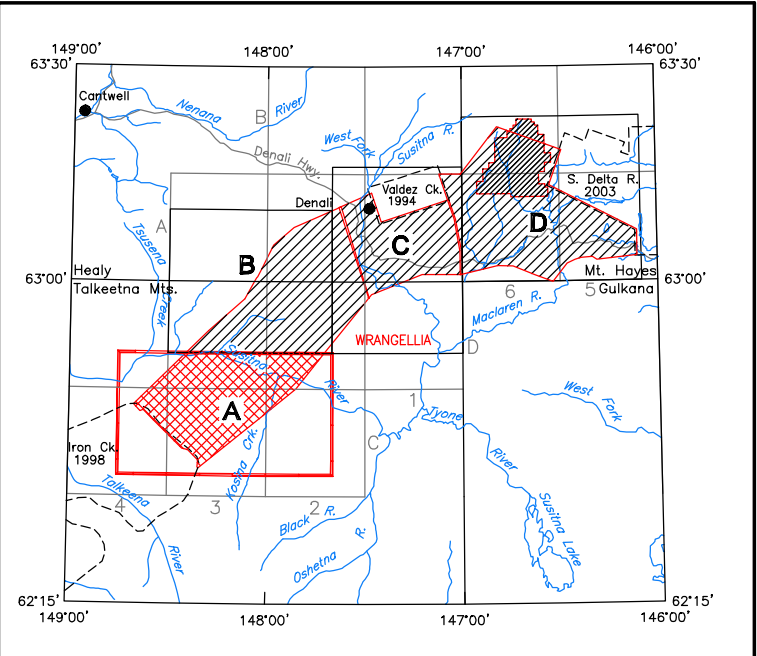 149°00'
148°00'
147°00'
146°00'
63°30'
63°30'
Cantwell
Nenana River
B
West Fork
Susitna R.
Denali Hwy.
Valdez Ck.
1994
S. Delta R.
2003
Denali
A
B
C
D
Tsusena Creek
Healy
Talkeetna Mts.
Mt. Hayes
Gulkana
63°00'
63°00'
6
5
Maclaren R.
WRANGELLIA
D
Susitna River
A
1
West Fork
Tyone River
C
Iron Ck.
1998
Kosina Crk.
Talkeena River
4
3
2
Black R.
Susitna Lake
Oshetna R.
62°15'
62°15'
149°00'
148°00'
147°00'
146°00'